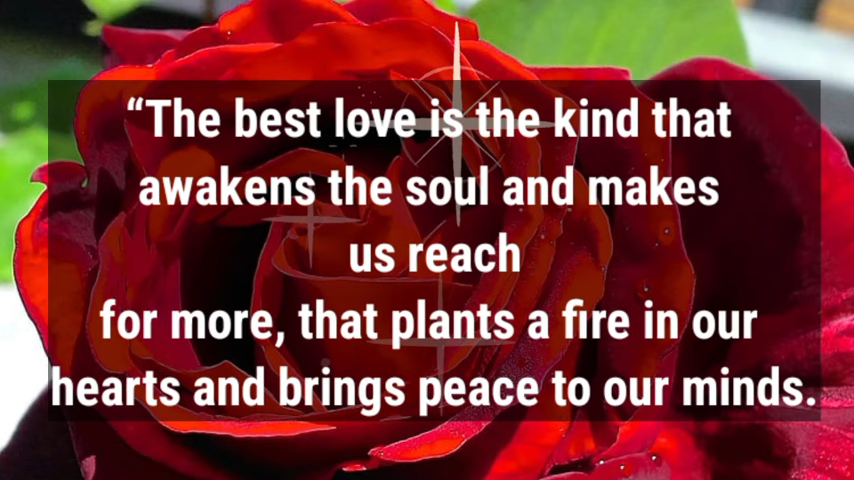 “The best love is the kind that
awakens the soul and makes
us reach
for more, that plants a fire in our
hearts and brings peace to our minds.